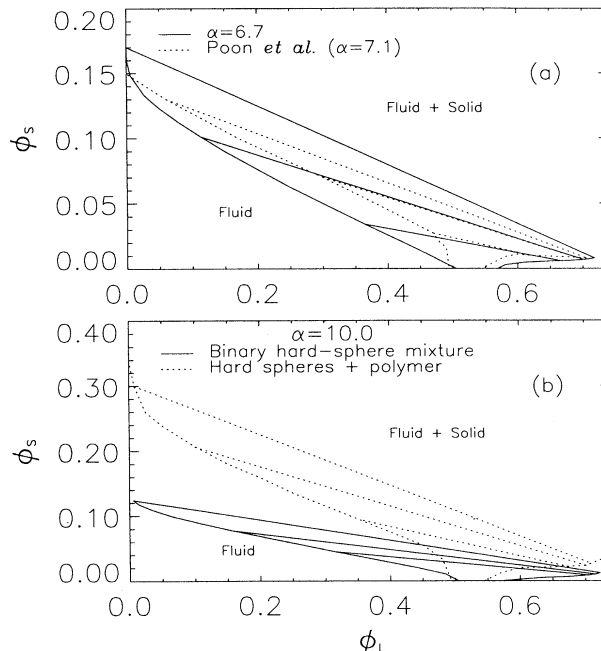 0.20
α=6.7
Poon et al. (α=7.1)
(a)
0.15
Fluid + Solid
ϕS
0.10
0.05
Fluid
0.00
0.0 0.2 0.4 0.6
α=10.0
0.40
Binary hard-sphere mixture
Hard spheres + polymer
(b)
0.30
Fluid + Solid
ϕS
0.20
0.10
Fluid
0.00
0.0 0.2 0.4 0.6
ϕL